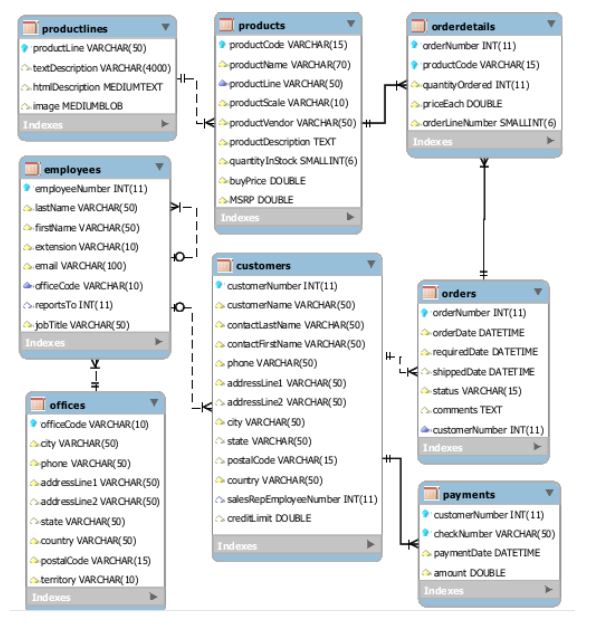 productlines
productLine VARCHAR(50)
textDescription VARCHAR(4000)
htmlDescription MEDIUMTEXT
image MEDIUMBLOB
Indexes
products
productCode VARCHAR(15)
productName VARCHAR(70)
productLine VARCHAR(50)
productScale VARCHAR(10)
productVendor VARCHAR(50)
productDescription TEXT
quantityInStock SMALLINT(6)
buyPrice DOUBLE
MSRP DOUBLE
Indexes
orderdetails
orderNumber INT(11)
productCode VARCHAR(15)
quantityOrdered INT(11)
priceEach DOUBLE
orderLineNumber SMALLINT(6)
Indexes
employees
employeeNumber INT(11)
lastName VARCHAR(50)
firstName VARCHAR(50)
extension VARCHAR(10)
email VARCHAR(100)
officeCode VARCHAR(10)
reportsTo INT(11)
jobTitle VARCHAR(50)
Indexes
customers
customerNumber INT(11)
customerName VARCHAR(50)
contactLastName VARCHAR(50)
contactFirstName VARCHAR(50)
phone VARCHAR(50)
addressLine1 VARCHAR(50)
addressLine2 VARCHAR(50)
city VARCHAR(50)
state VARCHAR(50)
postalCode VARCHAR(15)
country VARCHAR(50)
salesRepEmployeeNumber INT(11)
creditLimit DOUBLE
Indexes
orders
orderNumber INT(11)
orderDate DATETIME
requiredDate DATETIME
shippedDate DATETIME
status VARCHAR(15)
comments TEXT
customerNumber INT(11)
Indexes
offices
officeCode VARCHAR(10)
city VARCHAR(50)
phone VARCHAR(50)
addressLine1 VARCHAR(50)
addressLine2 VARCHAR(50)
state VARCHAR(50)
country VARCHAR(50)
postalCode VARCHAR(15)
territory VARCHAR(10)
Indexes
payments
customerNumber INT(11)
checkNumber VARCHAR(50)
paymentDate DATETIME
amount DOUBLE
Indexes